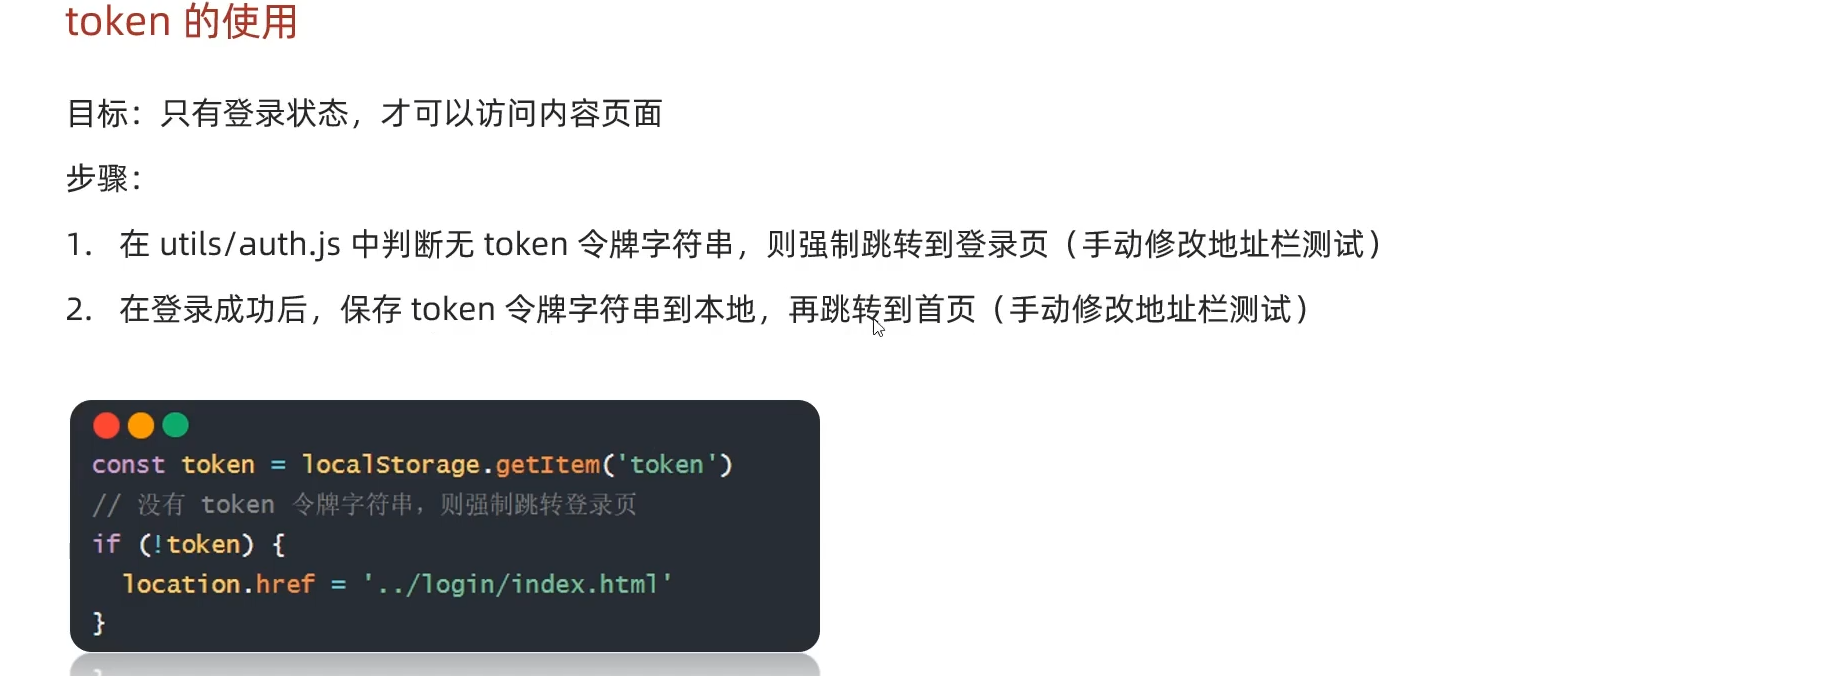 token 的使用
目标：只有登录状态，才可以访问内容页面
步骤：
1. 在 utils/auth.js 中判断无 token 令牌字符串，则强制跳转到登录页（手动修改地址栏测试）
2. 在登录成功后，保存 token 令牌字符串到本地，再跳转到首页（手动修改地址栏测试）
const token = localStorage.getItem('token')
// 没有 token 令牌字符串，则强制跳转登录页
if (!token) {
  location.href = '../login/index.html'
}